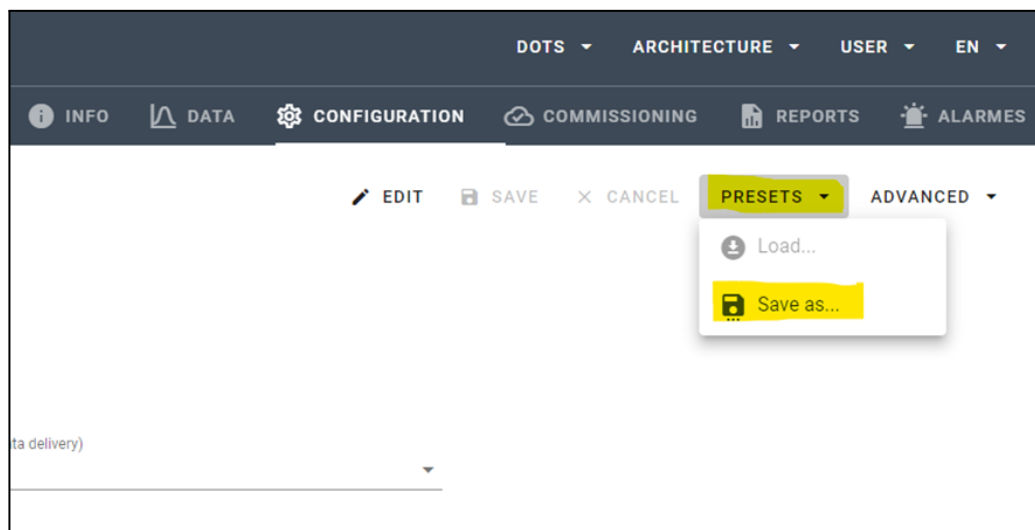 DOTS ARCHITECTURE USER EN
INFO DATA CONFIGURATION COMMISSIONING REPORTS ALARMES
EDIT SAVE CANCEL PRESETS ADVANCED
Load...
Save as...
ta delivery)